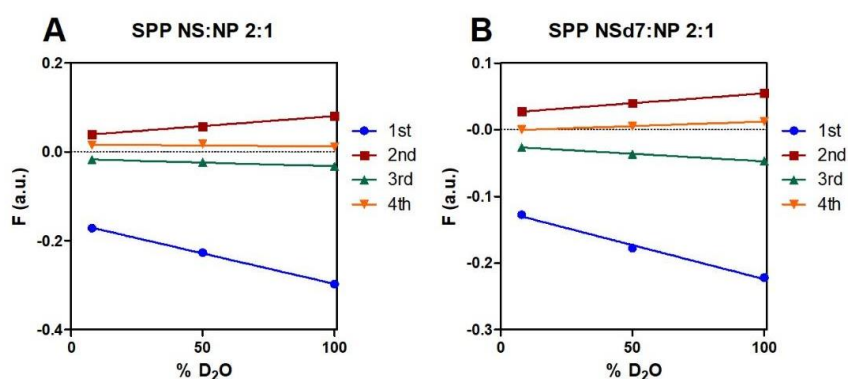 A
SPP NS:NP 2:1
F (a.u.)
0.2
0.0
-0.2
-0.4
0
50
100
% D₂O
1st
2nd
3rd
4th
B
SPP NSd7:NP 2:1
F (a.u.)
0.1
-0.0
-0.1
-0.2
-0.3
0
50
100
% D₂O
1st
2nd
3rd
4th